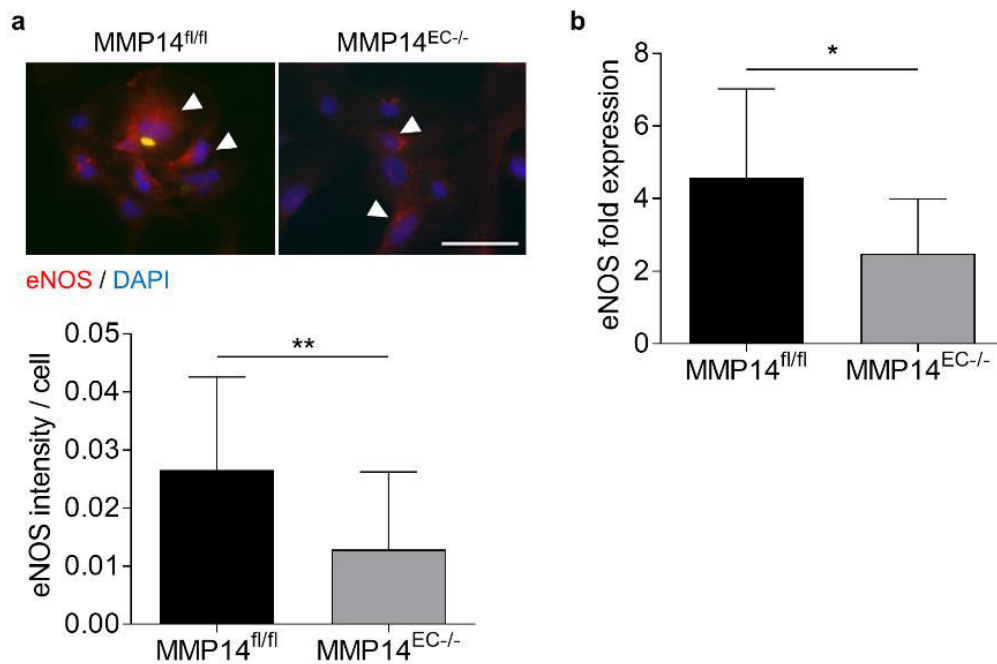 a
MMP14fl/fl
MMP14EC-/-
eNOS / DAPI
0.05
0.04
0.03
0.02
0.01
0.00
eNOS intensity / cell
**
MMP14fl/fl
MMP14EC-/-
b
8
6
4
2
0
eNOS fold expression
*
MMP14fl/fl
MMP14EC-/-